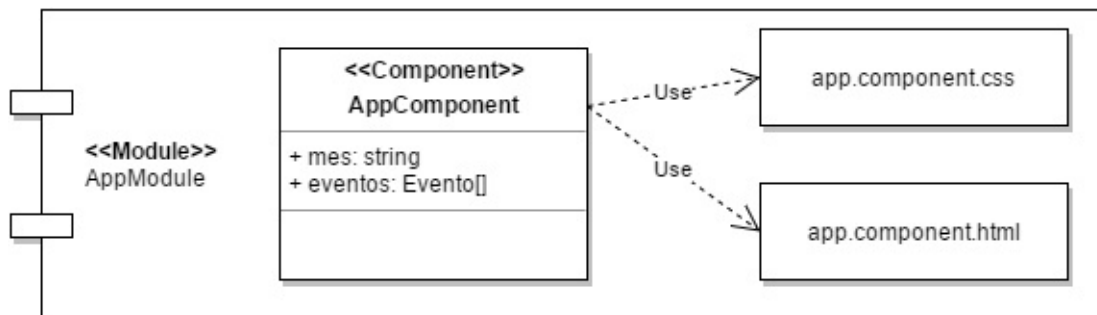 <<Component>>
AppComponent
+ mes: string
+ eventos: Evento[]
<<Module>>
AppModule
Use
Use
app.component.css
app.component.html